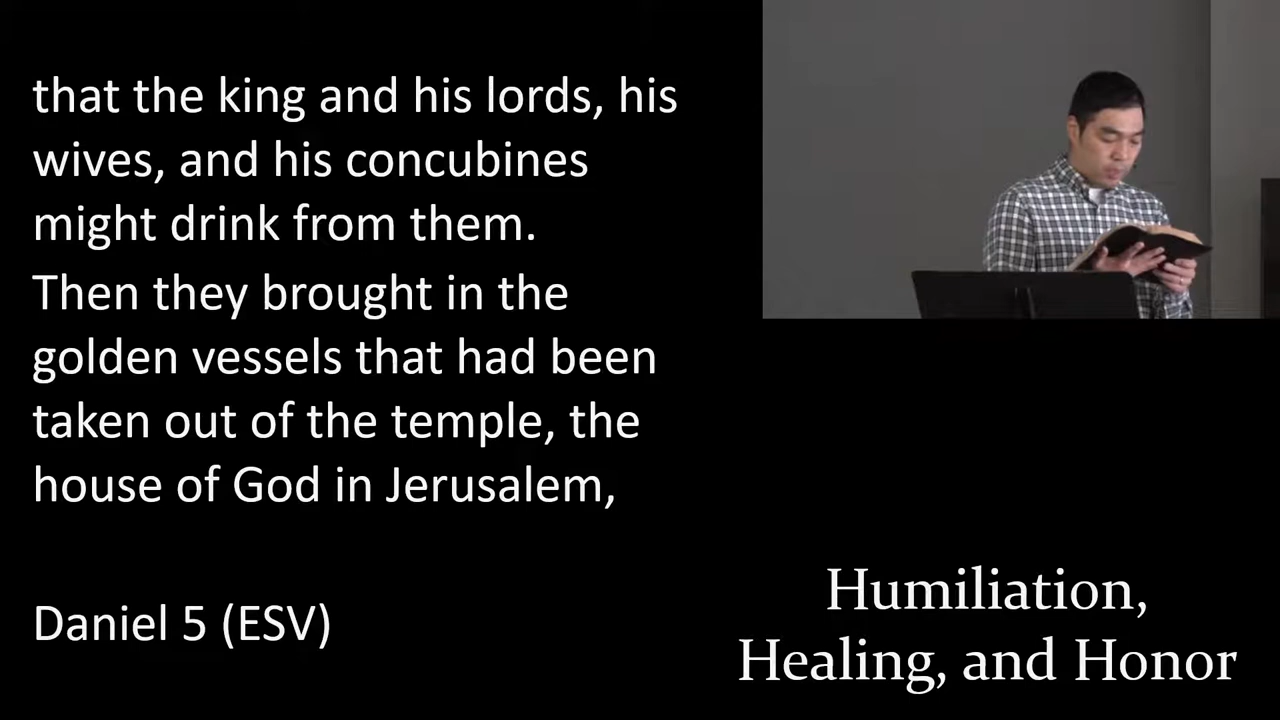 that the king and his lords, his
wives, and his concubines
might drink from them.
Then they brought in the
golden vessels that had been
taken out of the temple, the
house of God in Jerusalem,
Daniel 5 (ESV)
Humiliation,
Healing, and Honor